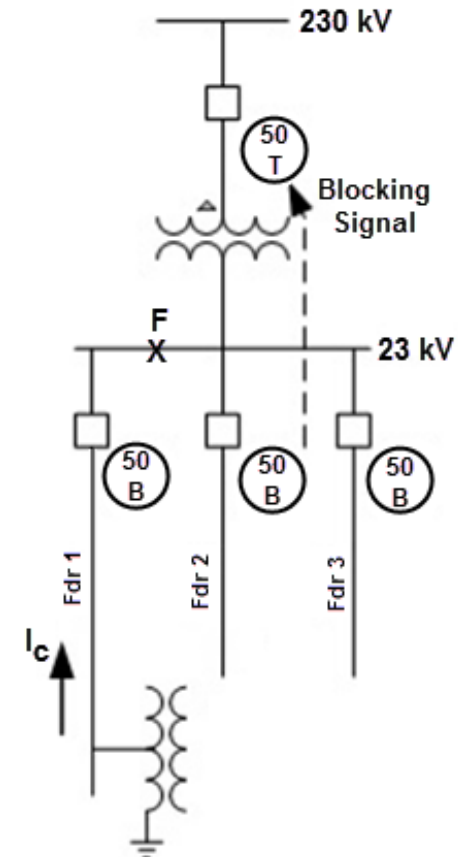 230 kV
50
T
Blocking
Signal
F
X
23 kV
50
B
50
B
50
B
Fdr 1
Fdr 2
Fdr 3
Ic